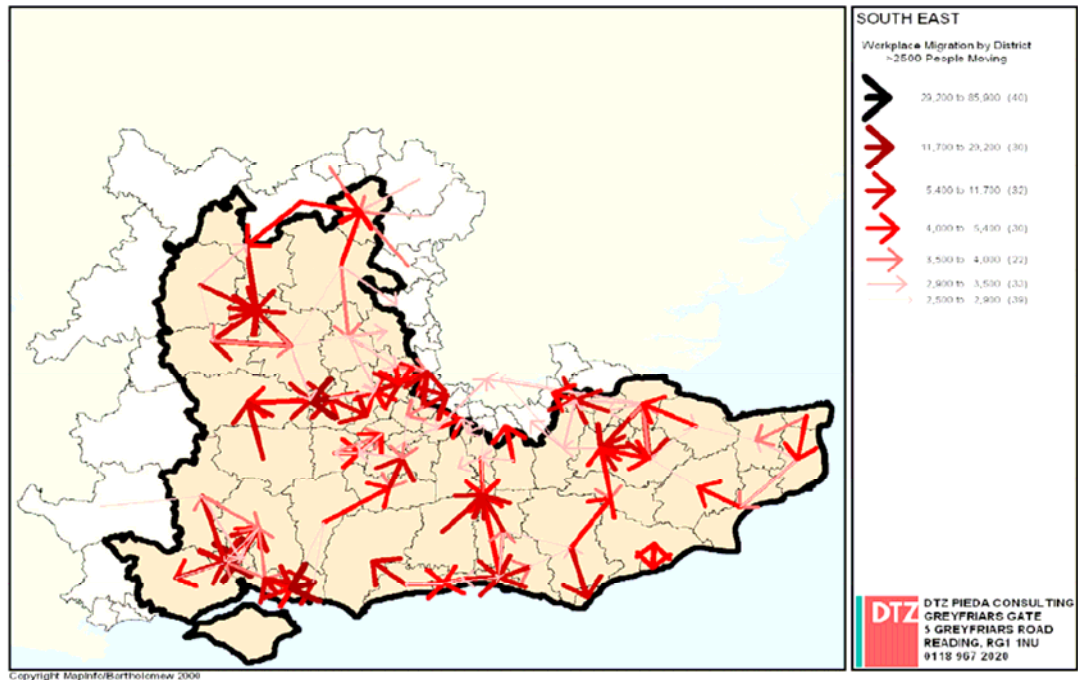 SOUTH EAST
Workplace Migration by District
>2500 People Moving
29,200 to 85,900 (40)
11,700 to 29,200 (30)
5,400 to 11,700 (32)
4,000 to 5,400 (30)
3,500 to 4,000 (22)
2,900 to 3,500 (33)
2,500 to 2,900 (39)
DTZ
DTZ PIEDA CONSULTING
GREYFRIARS GATE
5 GREYFRIARS ROAD
READING, RG1 1NU
0118 967 2020
Copyright MapInfo/Bartholomew 2000